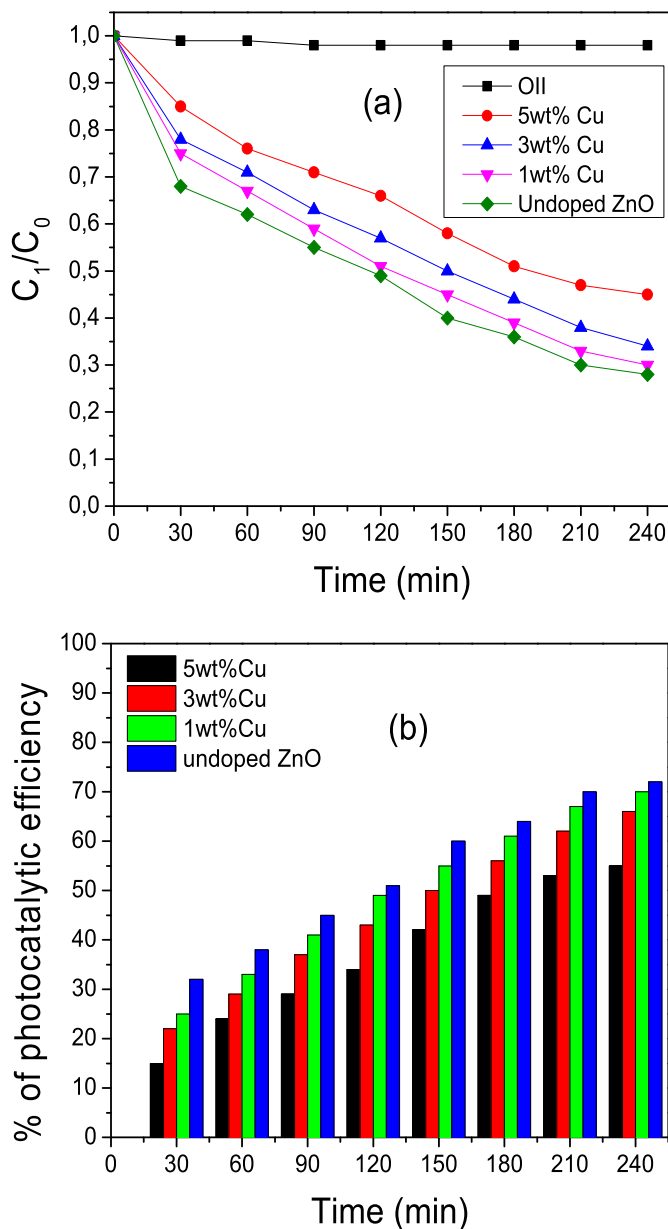 1,0
0,9
0,8
0,7
0,6
0,5
0,4
0,3
0,2
0,1
0,0
C1/C0
(a)
OII
5wt% Cu
3wt% Cu
1wt% Cu
Undoped ZnO
0 30 60 90 120 150 180 210 240
Time (min)
100
90
80
70
60
50
40
30
20
10
0
% of photocatalytic efficiency
5wt%Cu
3wt%Cu
1wt%Cu
undoped ZnO
(b)
0 30 60 90 120 150 180 210 240
Time (min)